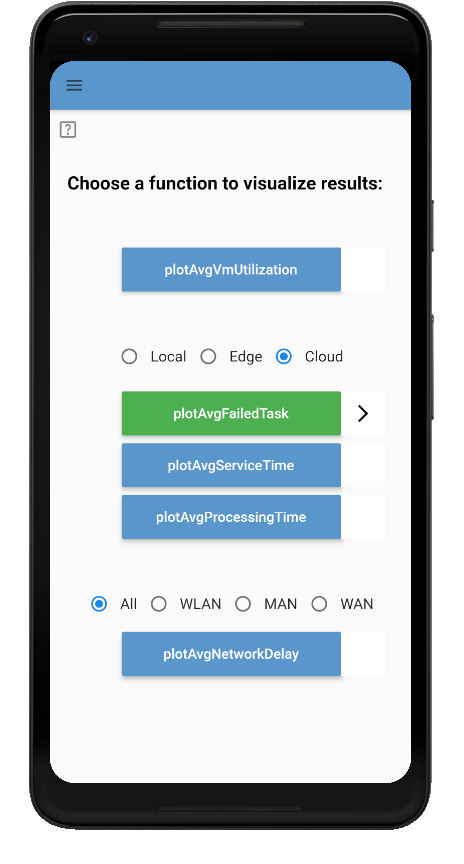 ?
Choose a function to visualize results:
plotAvgVmUtilization
Local Edge Cloud
plotAvgFailedTask
plotAvgServiceTime
plotAvgProcessingTime
All WLAN MAN WAN
plotAvgNetworkDelay